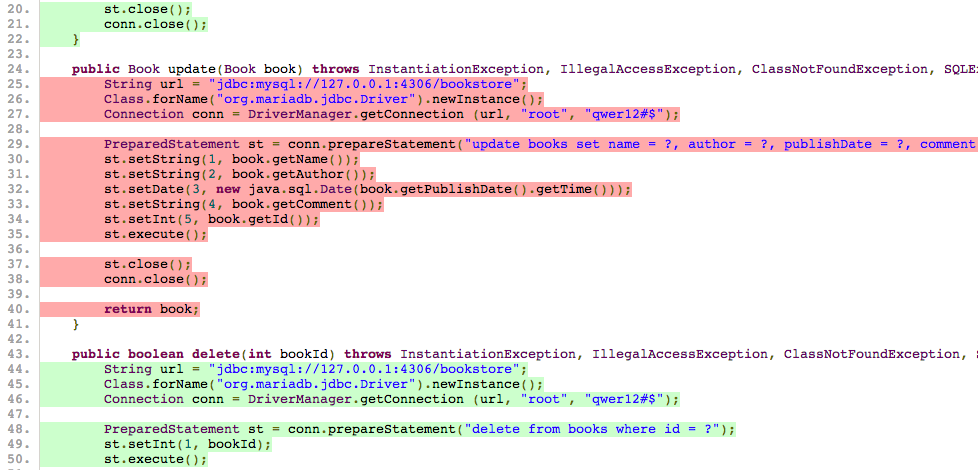 20. st.close();
21. conn.close();
22. }
23.
24. public Book update(Book book) throws InstantiationException, IllegalAccessException, ClassNotFoundException, SQLEx
25. String url = "jdbc:mysql://127.0.0.1:4306/bookstore";
26. Class.forName("org.mariadb.jdbc.Driver").newInstance();
27. Connection conn = DriverManager.getConnection (url, "root", "qwer12#$");
28.
29. PreparedStatement st = conn.prepareStatement("update books set name = ?, author = ?, publishDate = ?, comment
30. st.setString(1, book.getName());
31. st.setString(2, book.getAuthor());
32. st.setDate(3, new java.sql.Date(book.getPublishDate().getTime()));
33. st.setString(4, book.getComment());
34. st.setInt(5, book.getId());
35. st.execute();
36.
37. st.close();
38. conn.close();
39.
40. return book;
41. }
42.
43. public boolean delete(int bookId) throws InstantiationException, IllegalAccessException, ClassNotFoundException,
44. String url = "jdbc:mysql://127.0.0.1:4306/bookstore";
45. Class.forName("org.mariadb.jdbc.Driver").newInstance();
46. Connection conn = DriverManager.getConnection (url, "root", "qwer12#$");
47.
48. PreparedStatement st = conn.prepareStatement("delete from books where id = ?");
49. st.setInt(1, bookId);
50. st.execute();